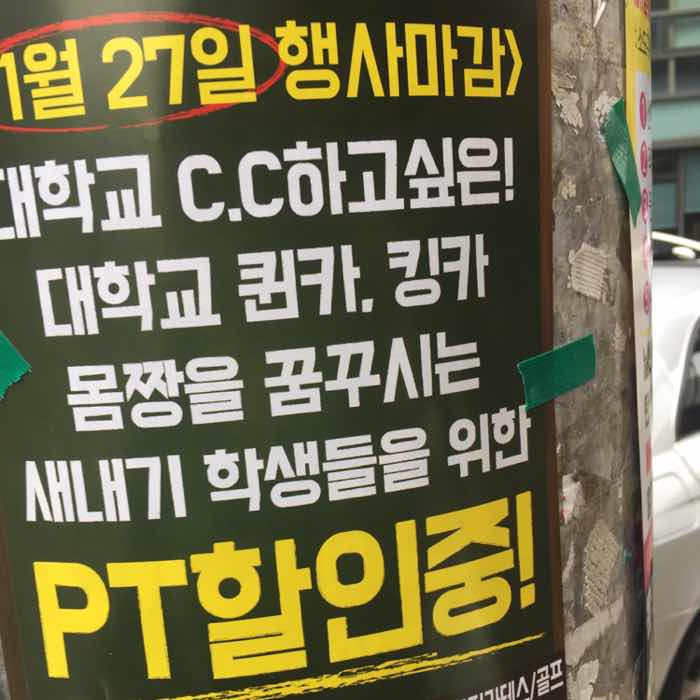 1월 27일 행사마감>
대학교 C.C하고싶은!
대학교 퀸카, 킹카
몸짱을 꿈꾸시는
새내기 학생들을 위한
PT할인중!
/골프